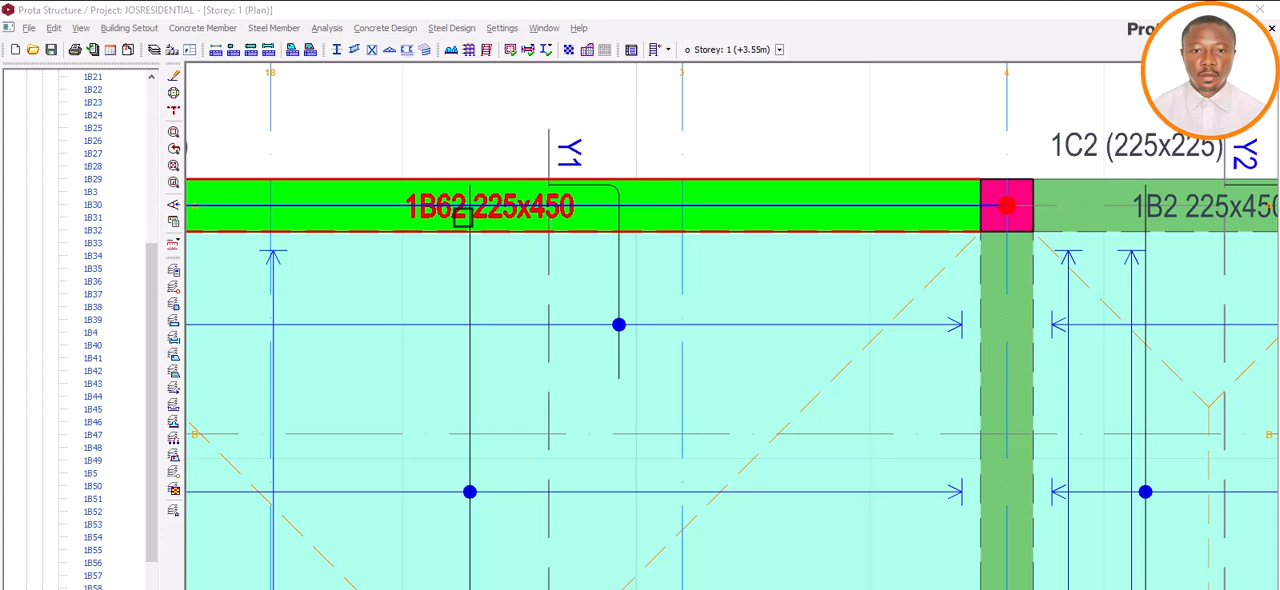 Prota Structure / Project: JOSRESIDENTIAL - [Storey: 1 (Plan)]
File Edit View Building Setout Concrete Member Steel Member Analysis Concrete Design Steel Design Settings Window Help
Pro
o Storey: 1 (+3.55m)
1B21
1B22
1B23
1B24
1B25
1B26
1B27
1B28
1B29
1B3
1B30
1B31
1B32
1B33
1B34
1B35
1B36
1B37
1B38
1B39
1B4
1B40
1B41
1B42
1B43
1B44
1B45
1B46
1B47
1B48
1B49
1B5
1B50
1B51
1B52
1B53
1B54
1B55
1B56
1B57
1B58
18
3
4
Y1
1C2 (225x225)
Y2
1B62 225x450
1B2 225x450
B
B